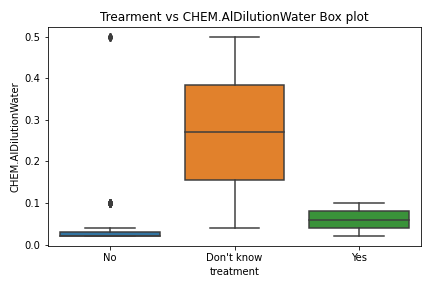 Trearment vs CHEM.AlDilutionWater Box plot
CHEM.AlDilutionWater
0.5
0.4
0.3
0.2
0.1
0.0
No Don't know Yes
treatment